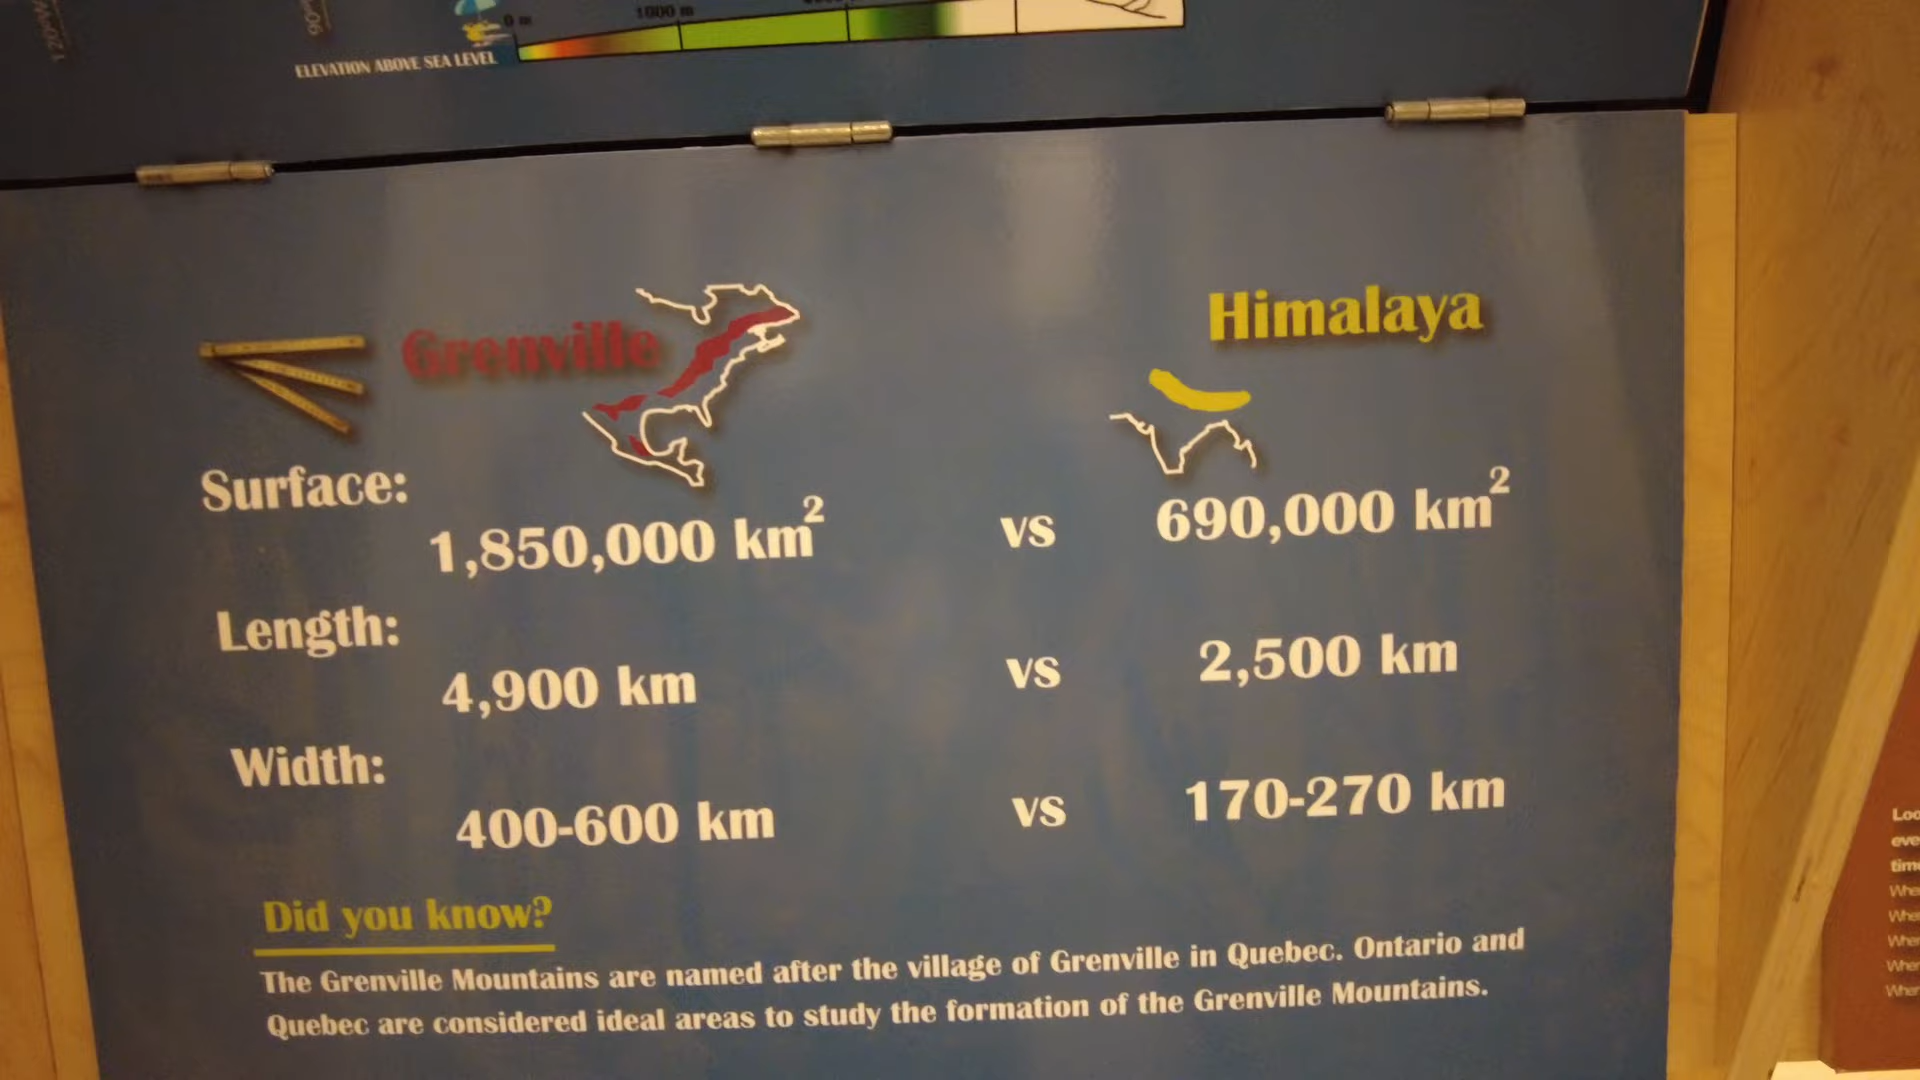 0 m
1000 m
ELEVATION ABOVE SEA LEVEL
Grenville
Himalaya
Surface:
1,850,000 km² vs 690,000 km²
Length:
4,900 km vs 2,500 km
Width:
400-600 km vs 170-270 km
Did you know?
The Grenville Mountains are named after the village of Grenville in Quebec. Ontario and
Quebec are considered ideal areas to study the formation of the Grenville Mountains.